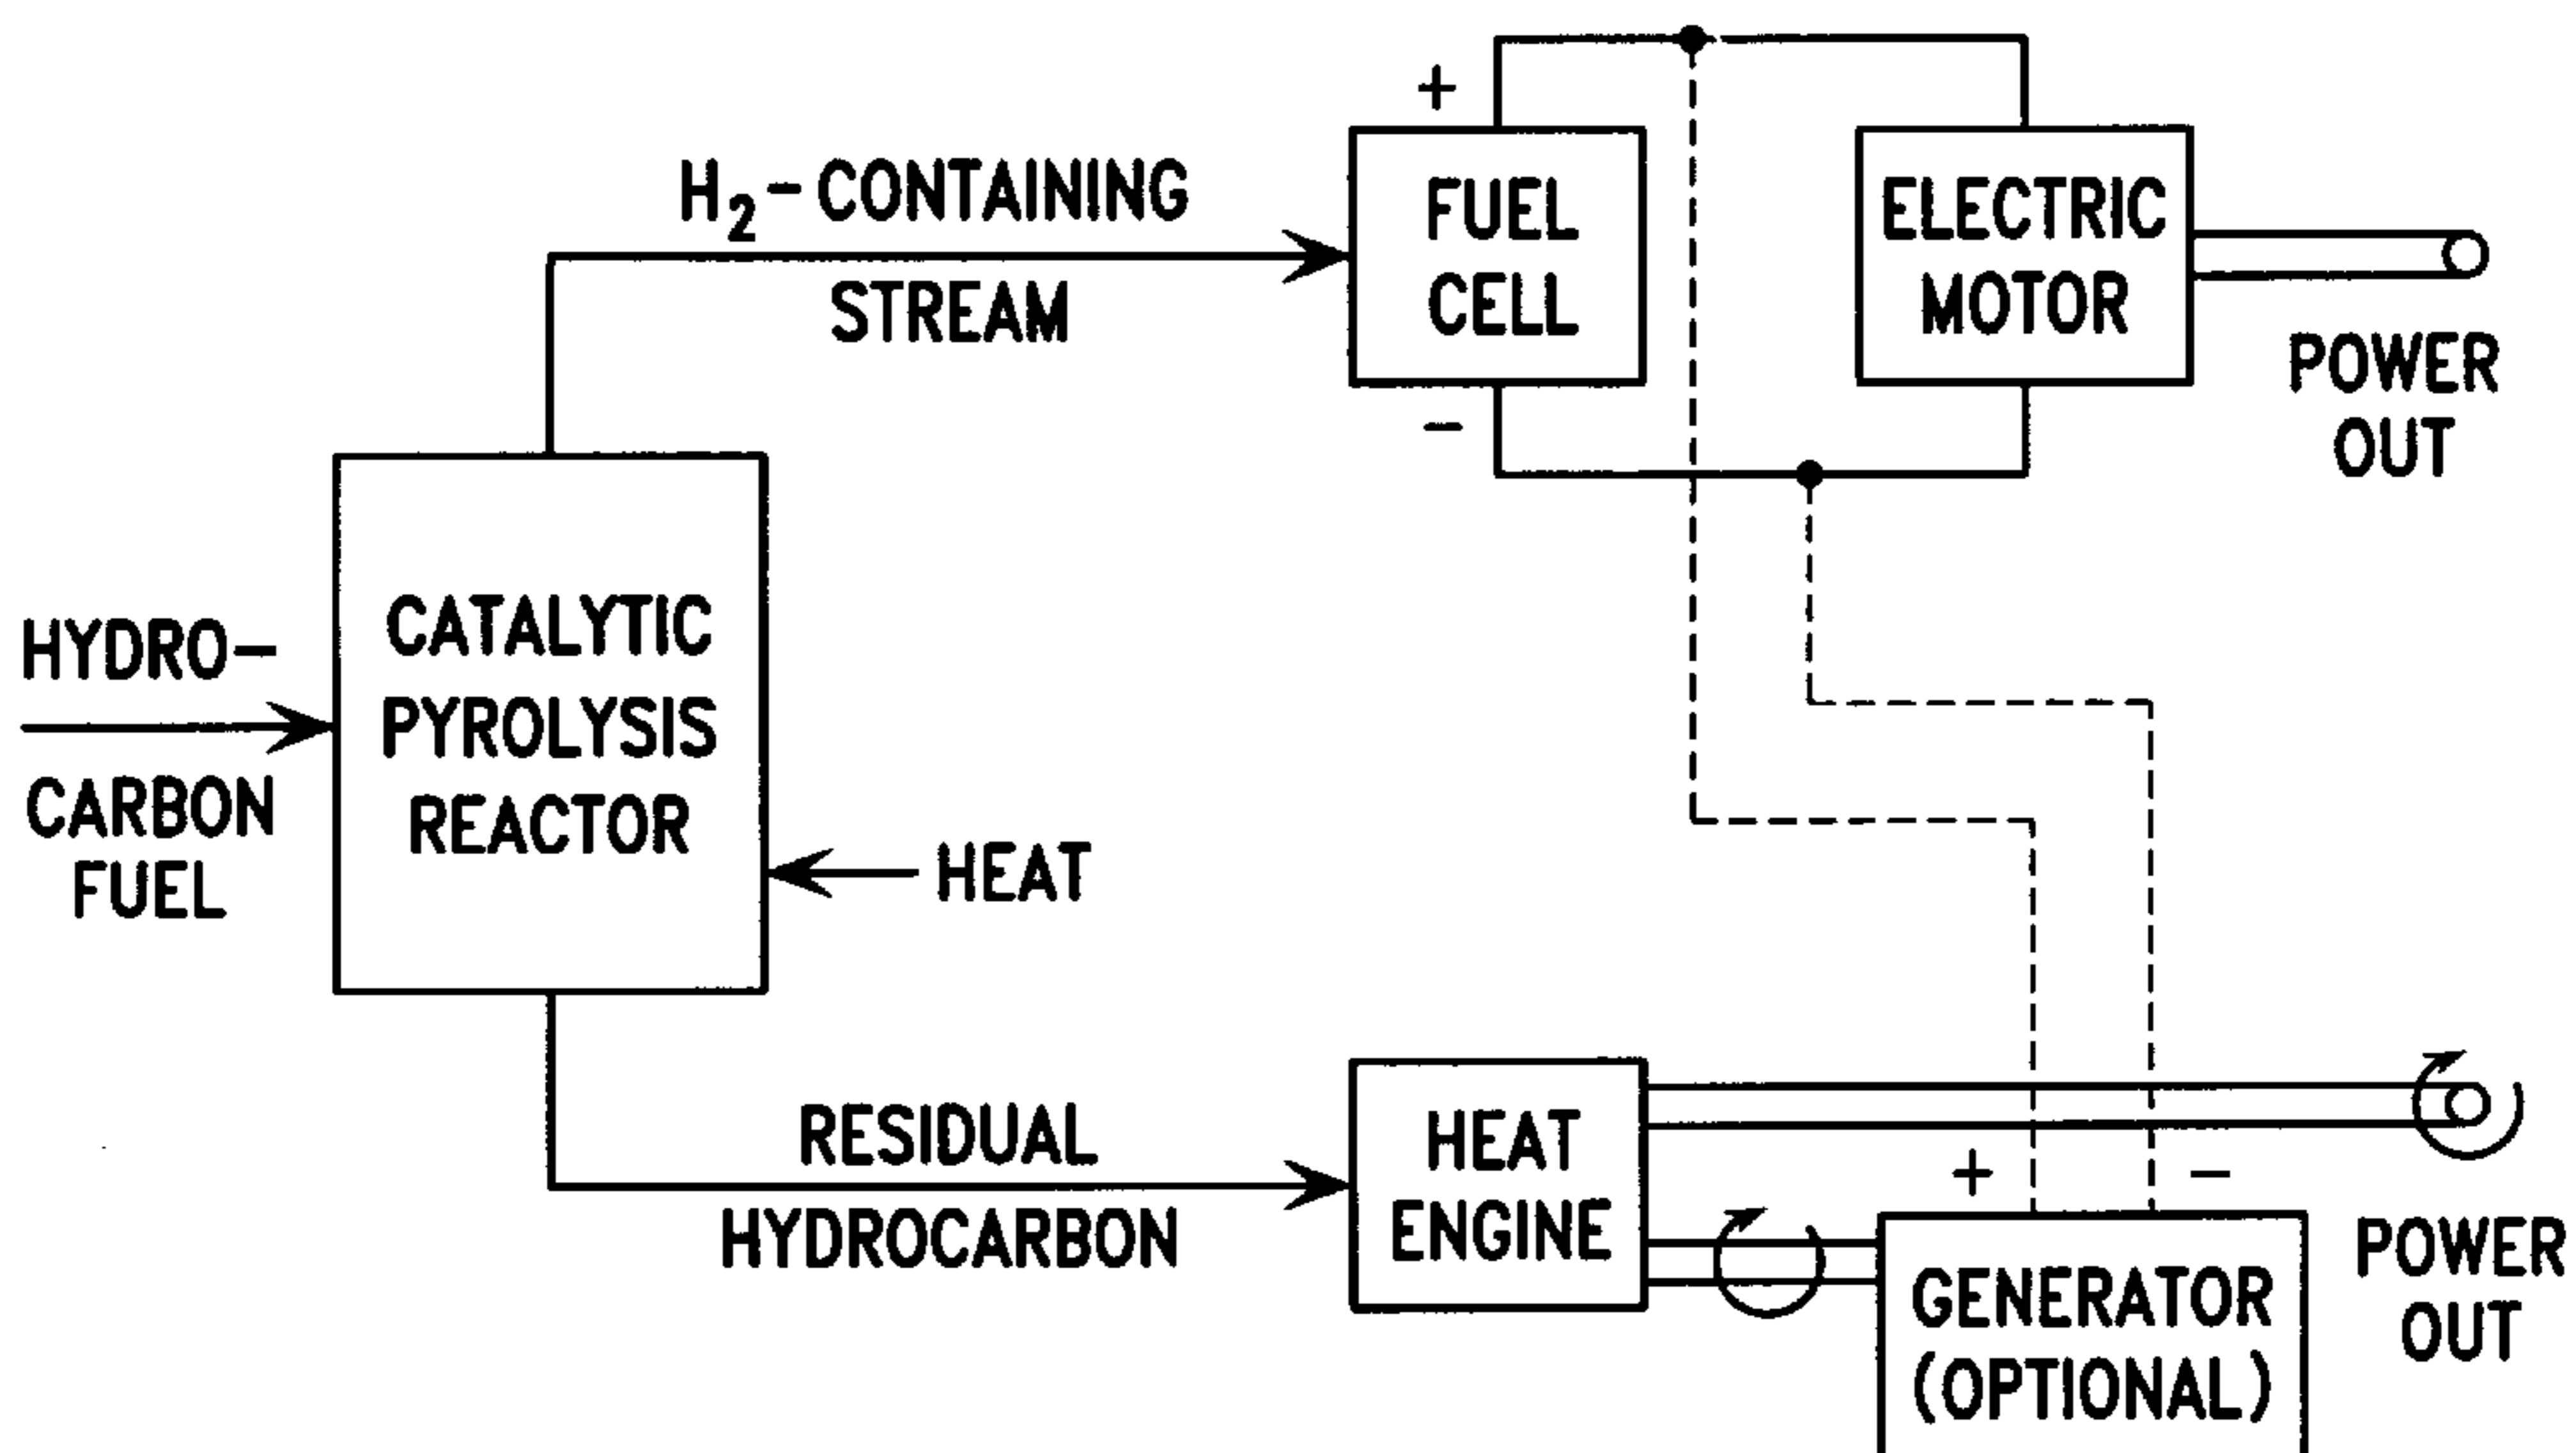 H₂-CONTAINING
STREAM
+
FUEL
CELL
-
ELECTRIC
MOTOR
POWER
OUT
HYDRO-
CARBON
FUEL
CATALYTIC
PYROLYSIS
REACTOR
HEAT
RESIDUAL
HYDROCARBON
HEAT
ENGINE
+ -
GENERATOR
(OPTIONAL)
POWER
OUT